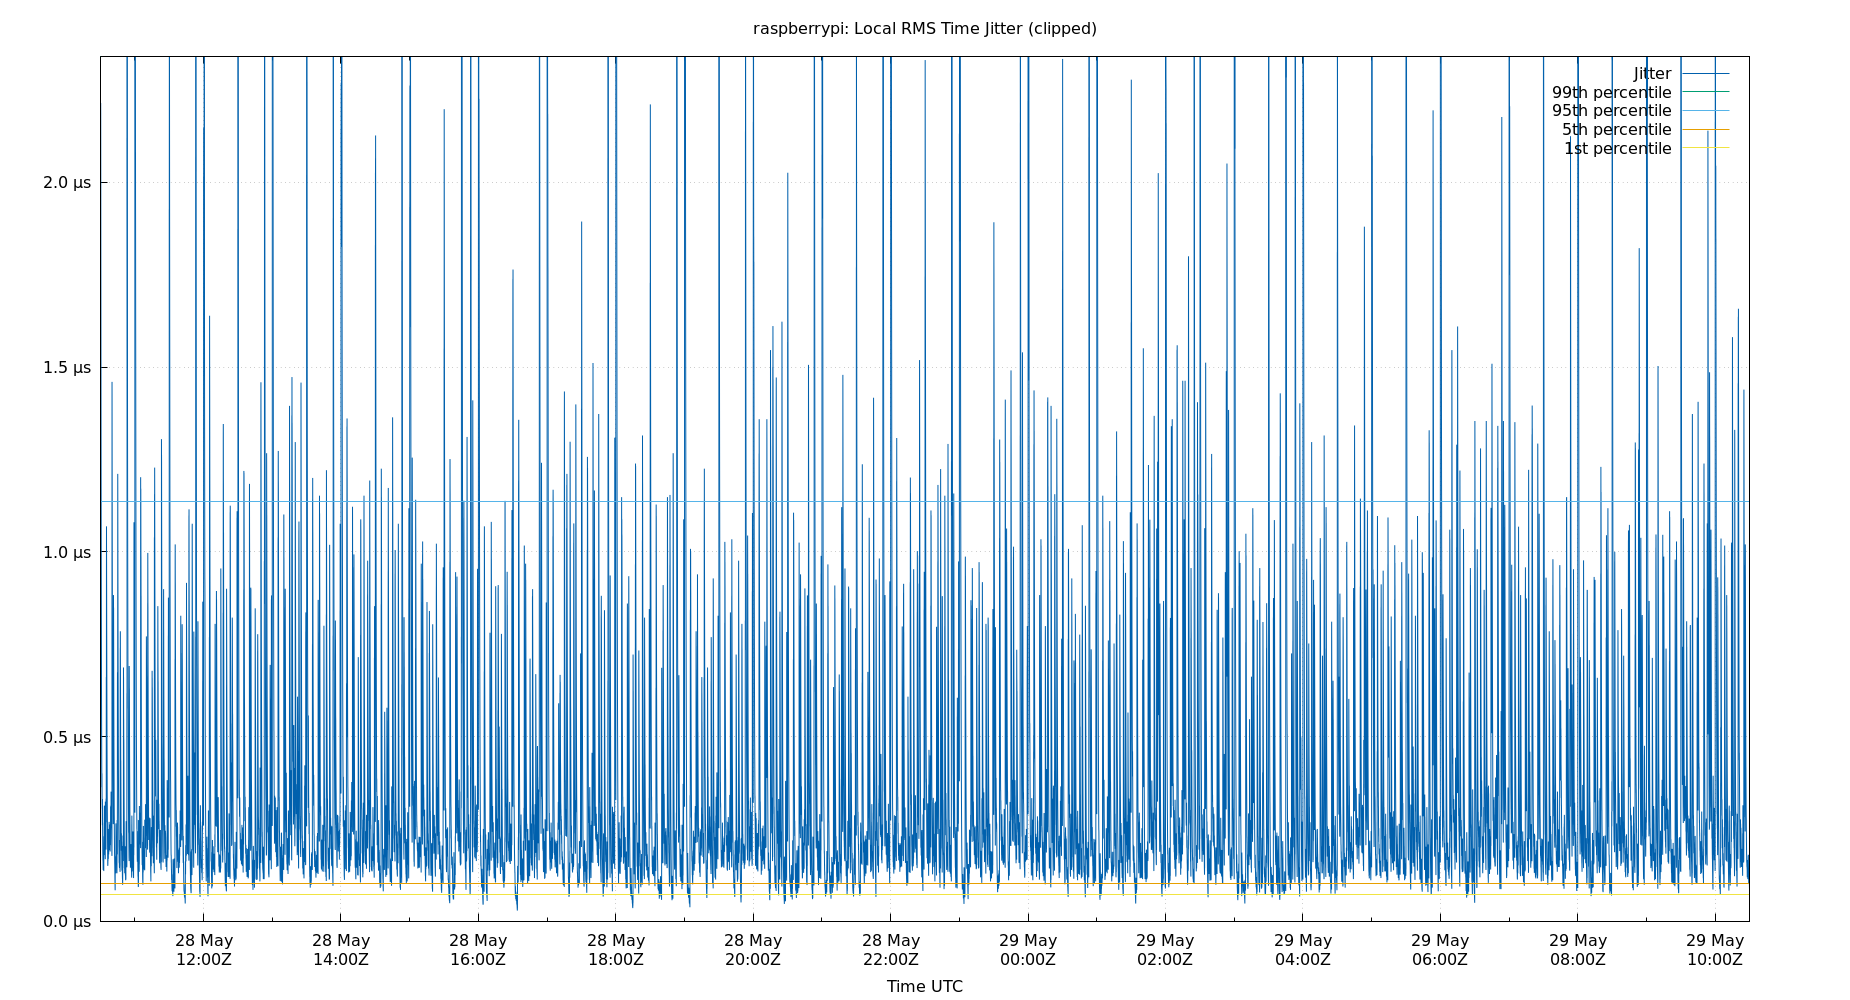 raspberrypi: Local RMS Time Jitter (clipped)
Jitter
99th percentile
95th percentile
5th percentile
1st percentile
2.0 μs
1.5 μs
1.0 μs
0.5 μs
0.0 μs
28 May 28 May 28 May 28 May 28 May 28 May 29 May 29 May 29 May 29 May 29 May 29 May
12:00Z 14:00Z 16:00Z 18:00Z 20:00Z 22:00Z 00:00Z 02:00Z 04:00Z 06:00Z 08:00Z 10:00Z
Time UTC